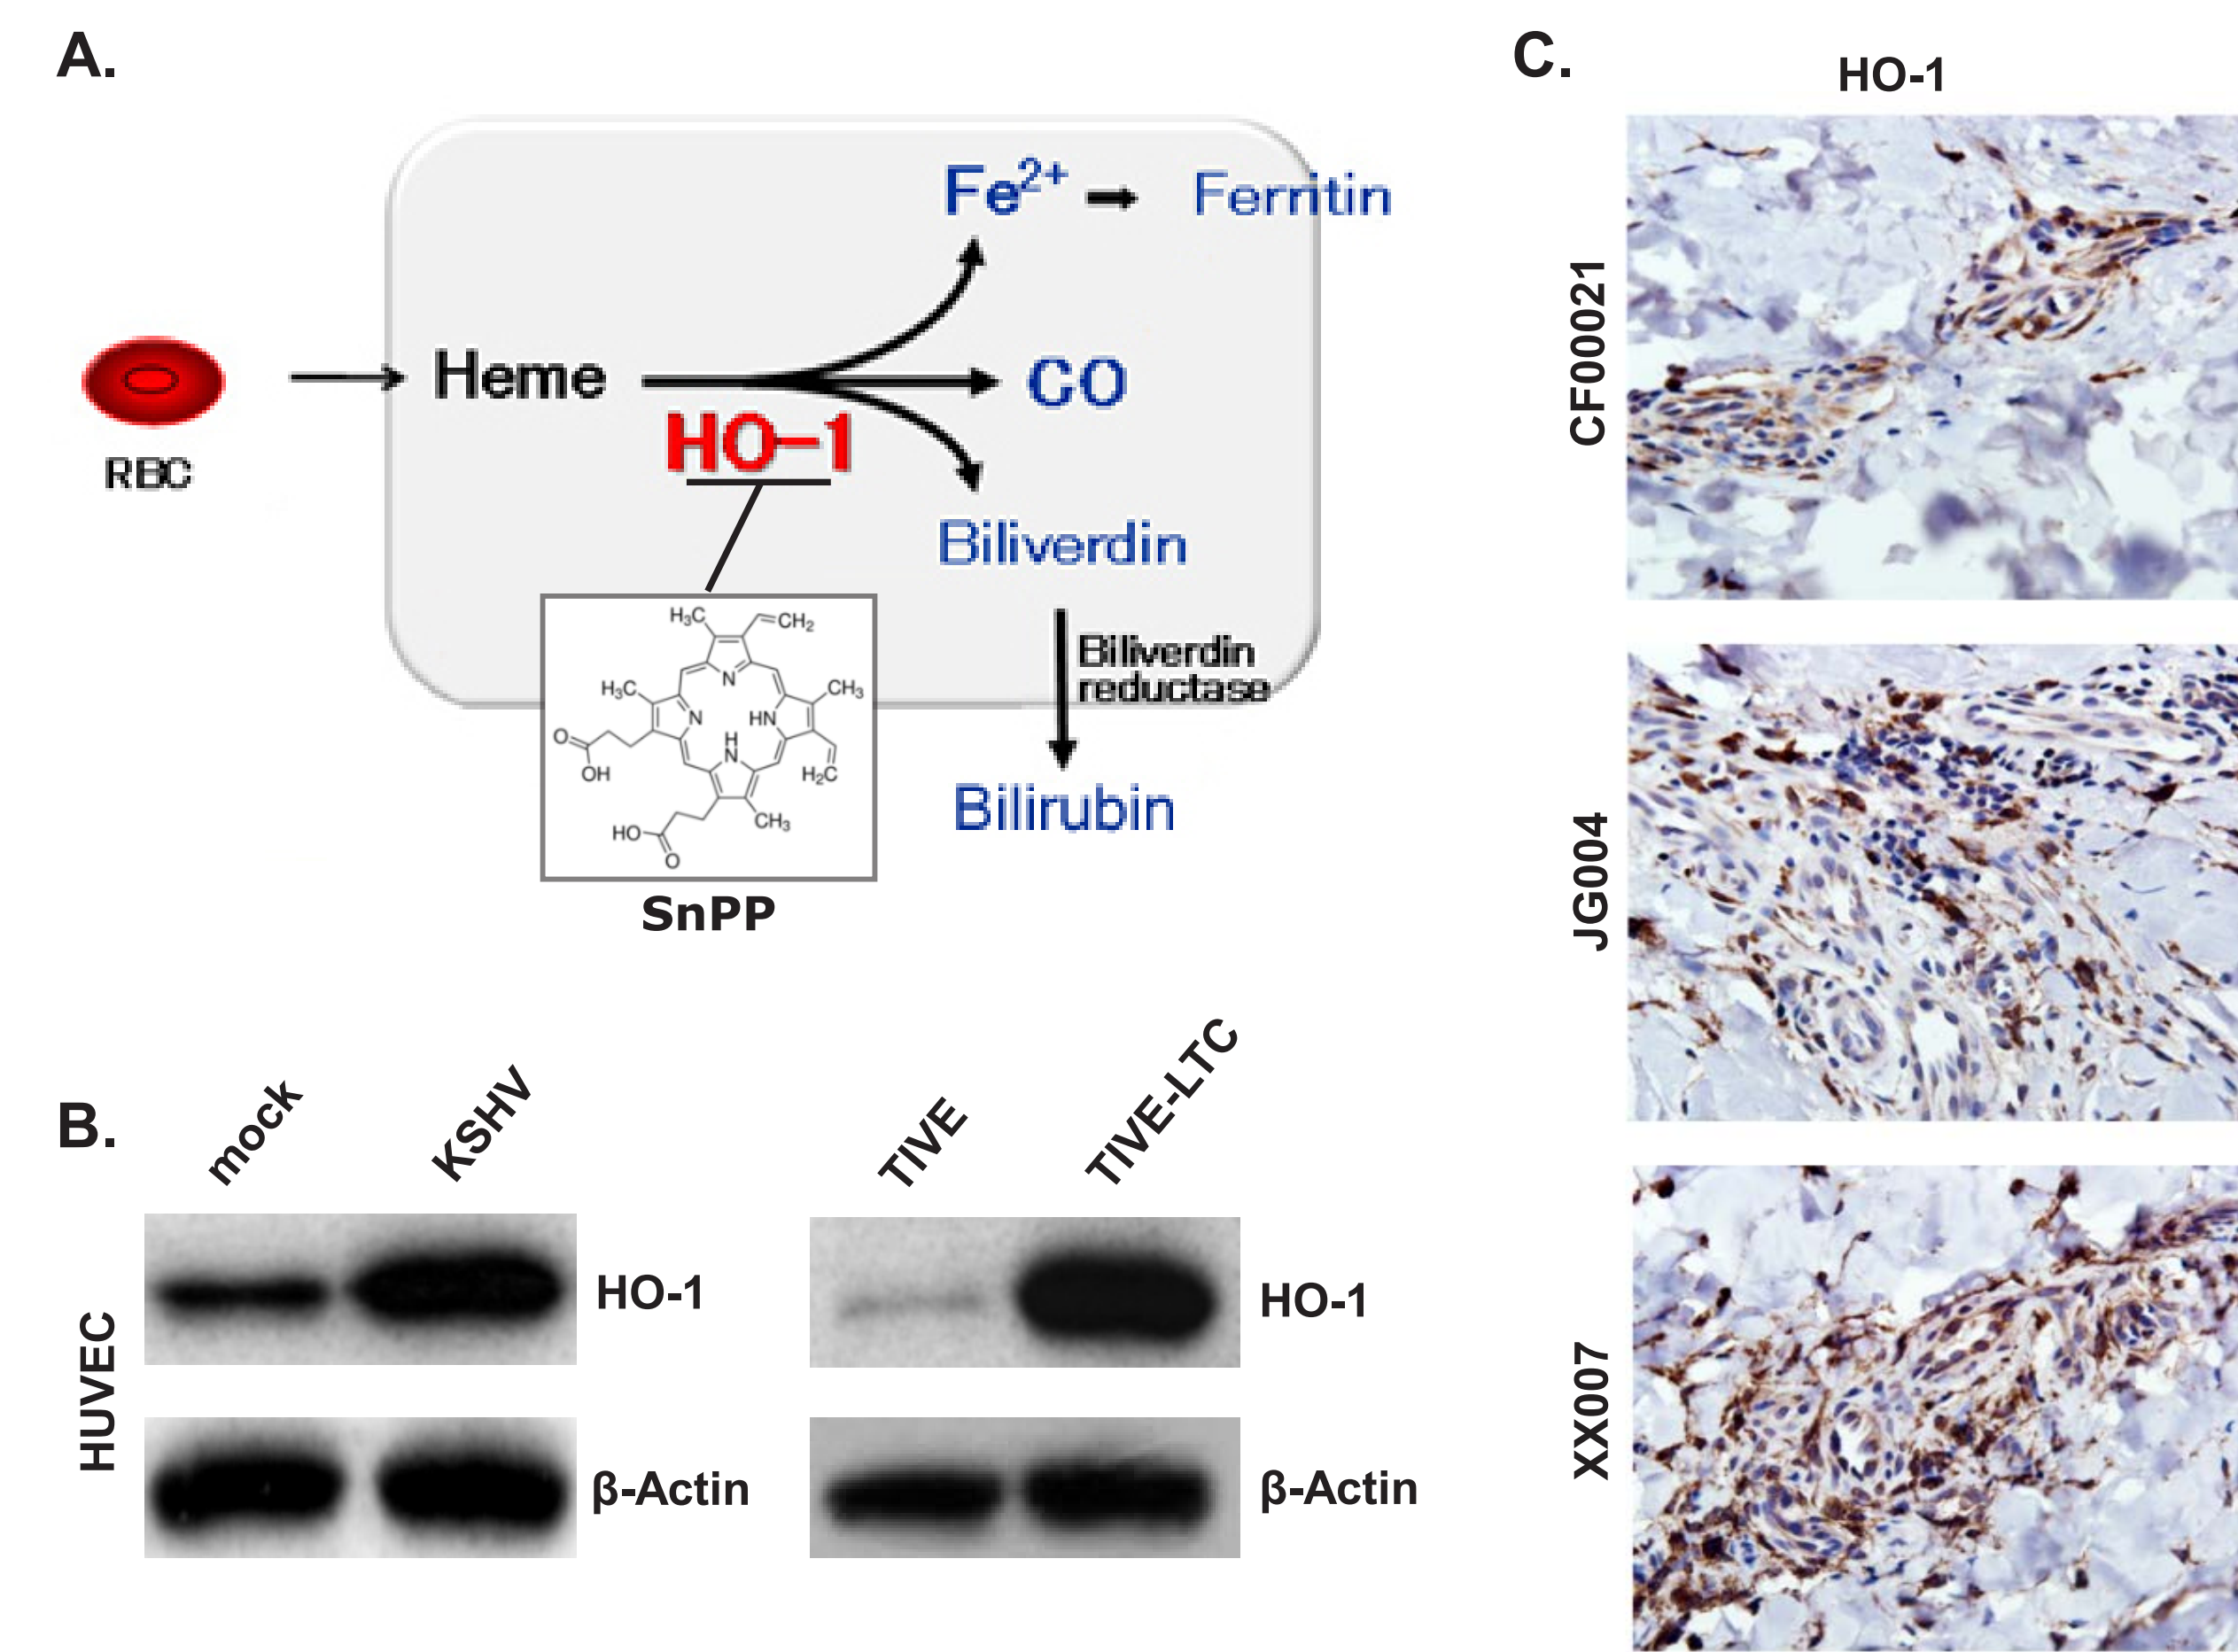 A.
RBC
Heme
HO-1
Fe2+
Ferritin
CO
Biliverdin
Biliverdin
reductase
Bilirubin
H3C
CH2
H3C
N
CH3
N
HN
H
N
O
OH
H2C
HO
O
CH3
SnPP
B.
mock
KSHV
TIVE
TIVE-LTC
HUVEC
HO-1
HO-1
β-Actin
β-Actin
C.
HO-1
CF00021
JG004
XX007